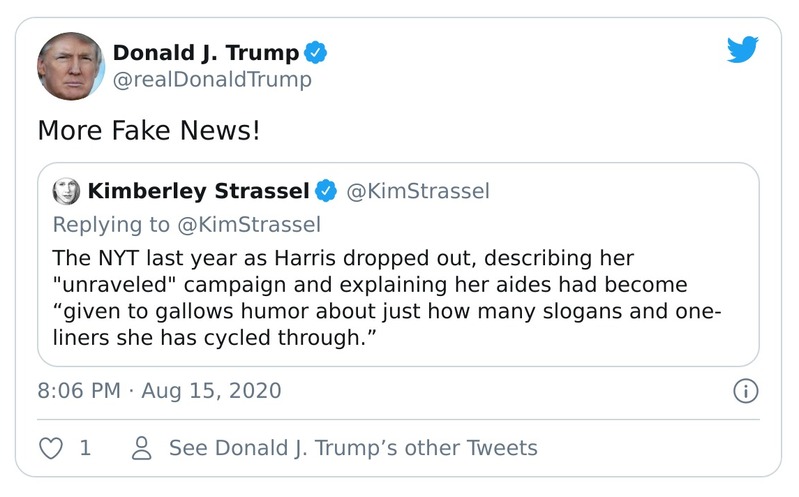 Donald J. Trump
@realDonaldTrump
More Fake News!
Kimberley Strassel @KimStrassel
Replying to @KimStrassel
The NYT last year as Harris dropped out, describing her
"unraveled" campaign and explaining her aides had become
“given to gallows humor about just how many slogans and one-
liners she has cycled through.”
8:06 PM · Aug 15, 2020
1 See Donald J. Trump’s other Tweets